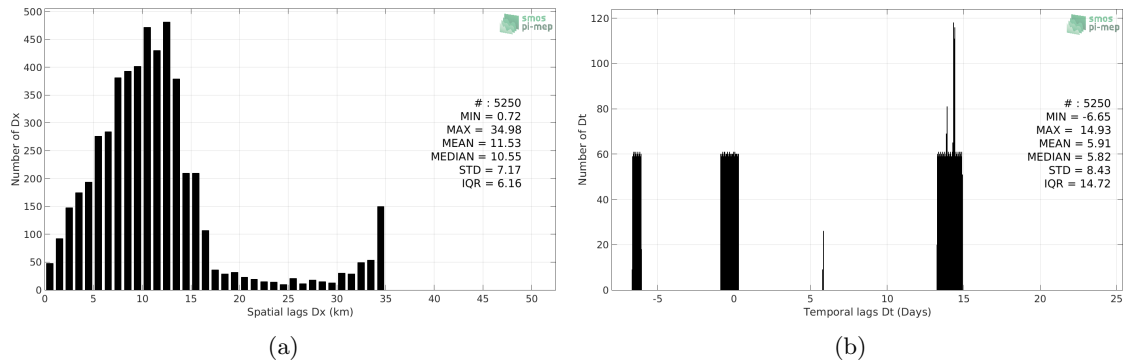 smos
pi-mep
500
450
400
350
300
250
200
150
100
50
0
Number of Dx
# : 5250
MIN = 0.72
MAX = 34.98
MEAN = 11.53
MEDIAN = 10.55
STD = 7.17
IQR = 6.16
0 5 10 15 20 25 30 35 40 45 50
Spatial lags Dx (km)
(a)
smos
pi-mep
120
100
80
60
40
20
0
Number of Dt
# : 5250
MIN = -6.65
MAX = 14.93
MEAN = 5.91
MEDIAN = 5.82
STD = 8.43
IQR = 14.72
-5 0 5 10 15 20 25
Temporal lags Dt (Days)
(b)